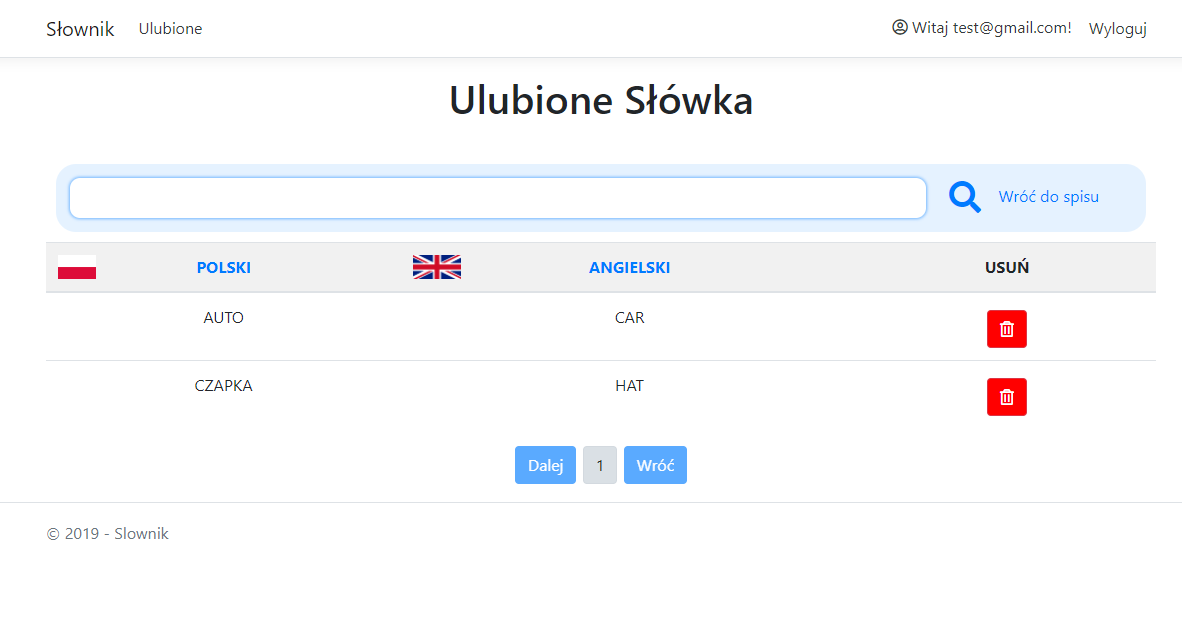 Słownik Ulubione Witaj test@gmail.com! Wyloguj
Ulubione Słówka
Wróć do spisu
POLSKI ANGIELSKI USUŃ
AUTO CAR
CZAPKA HAT
Dalej 1 Wróć
© 2019 - Slownik